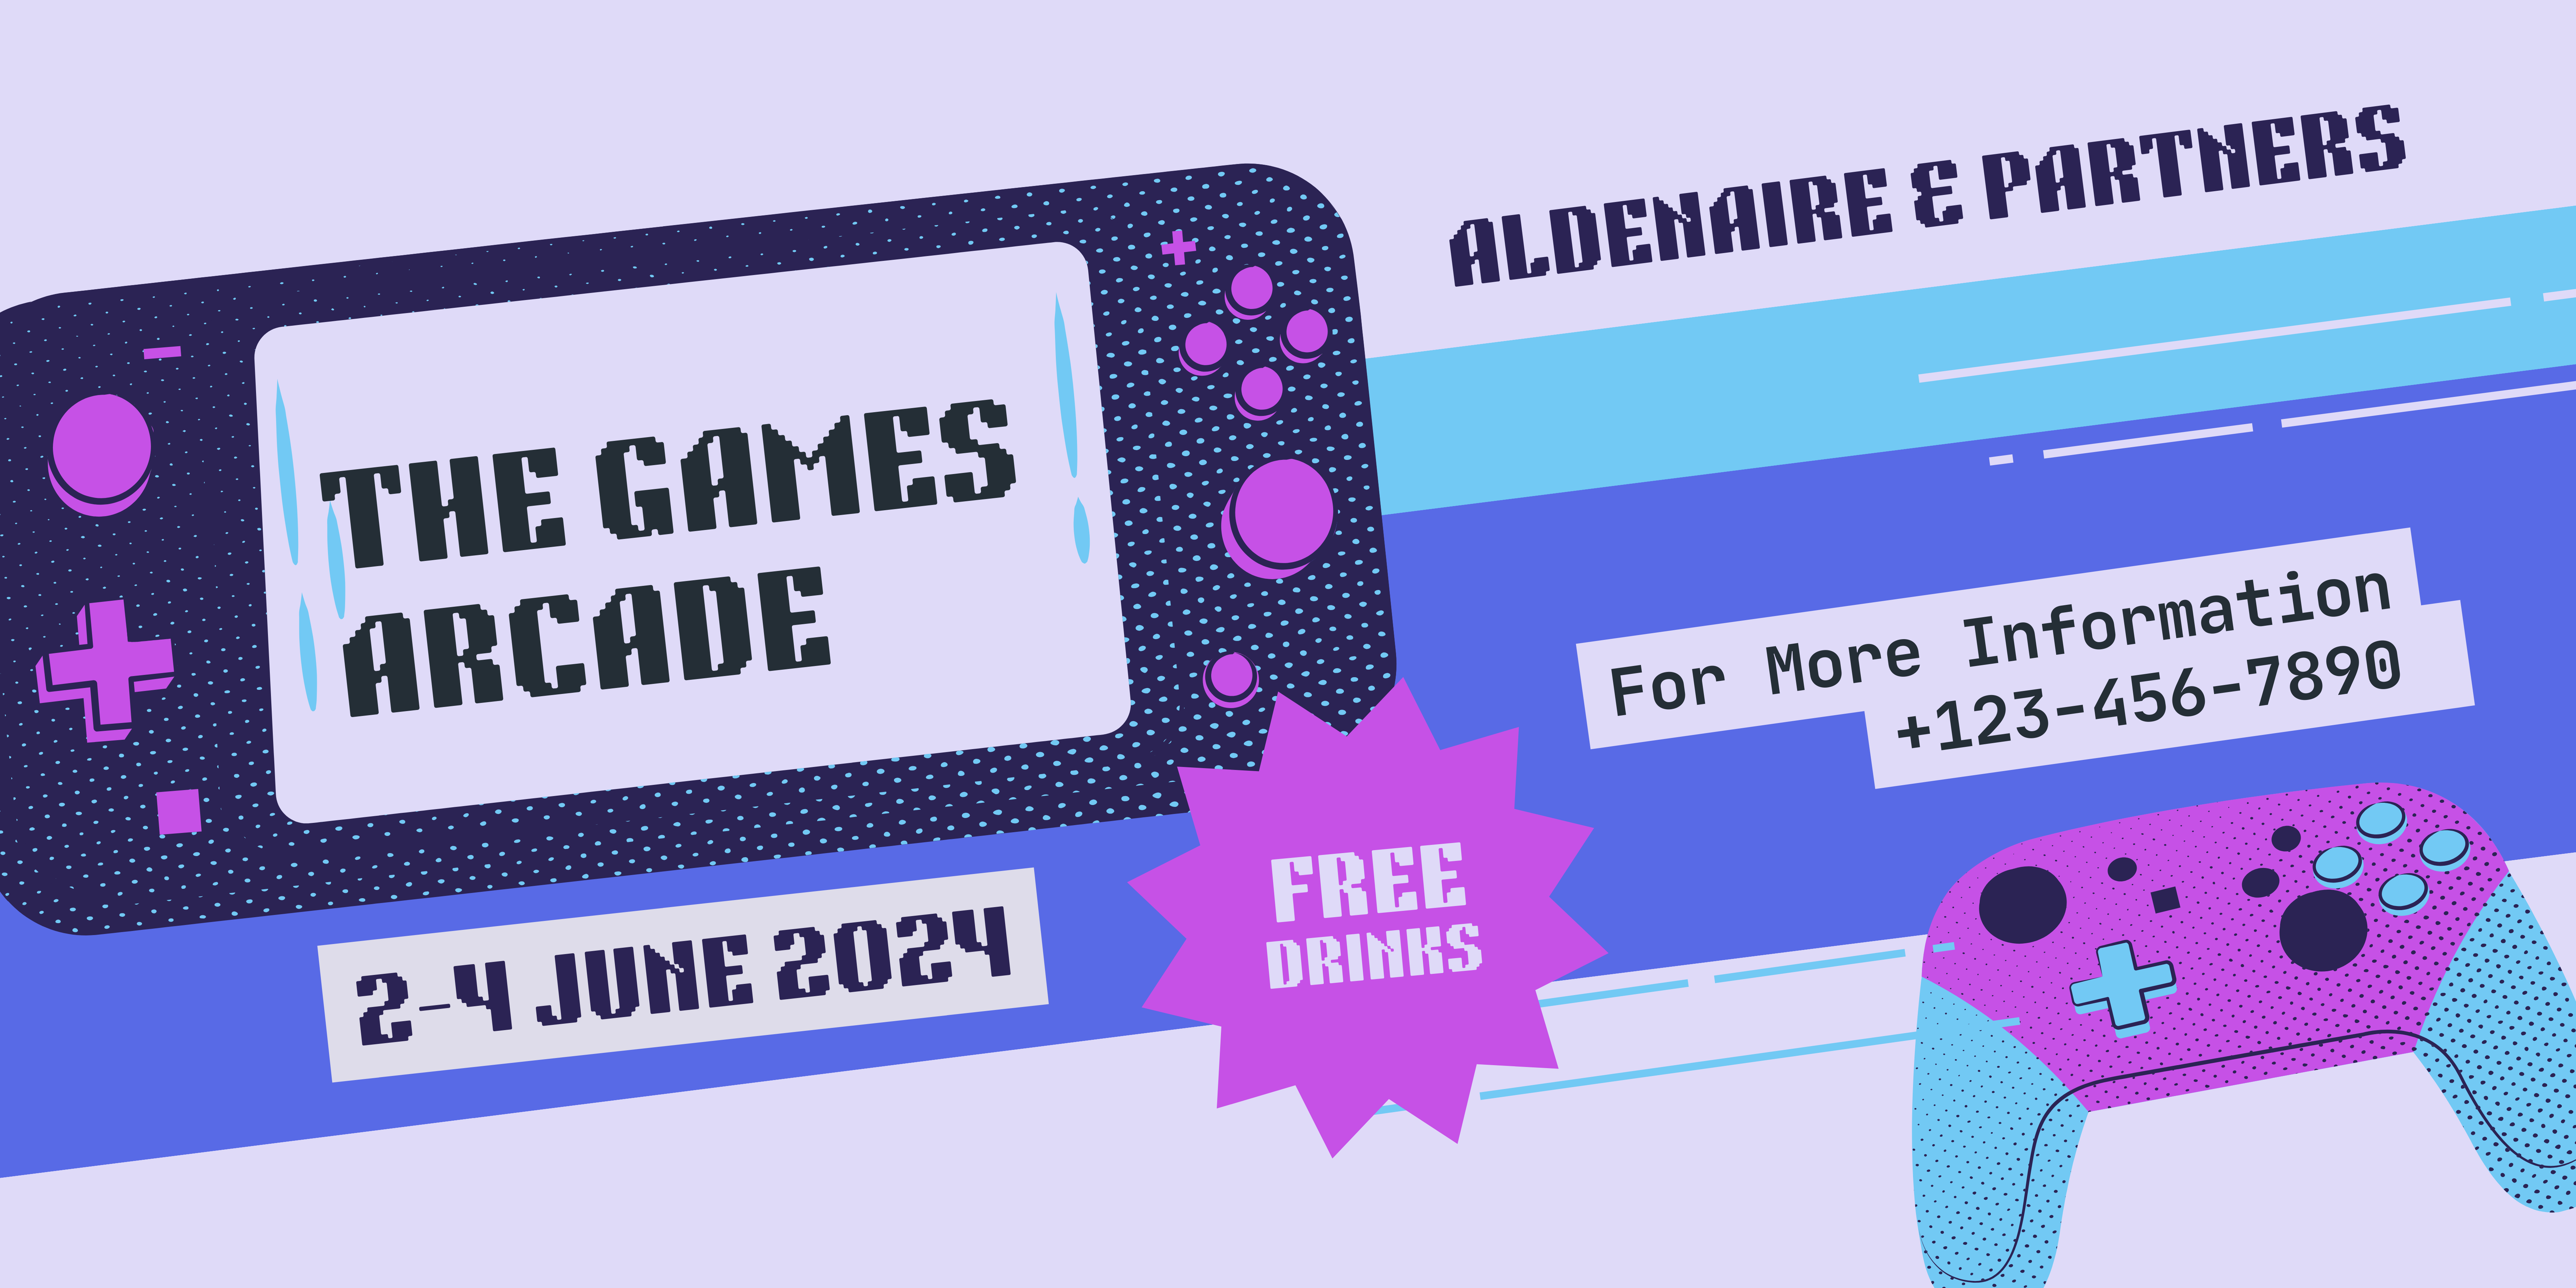 ALDENAIRE & PARTNERS
THE GAMES
ARCADE
For More Information
+123-456-7890
FREE
DRINKS
2-4 JUNE 2024